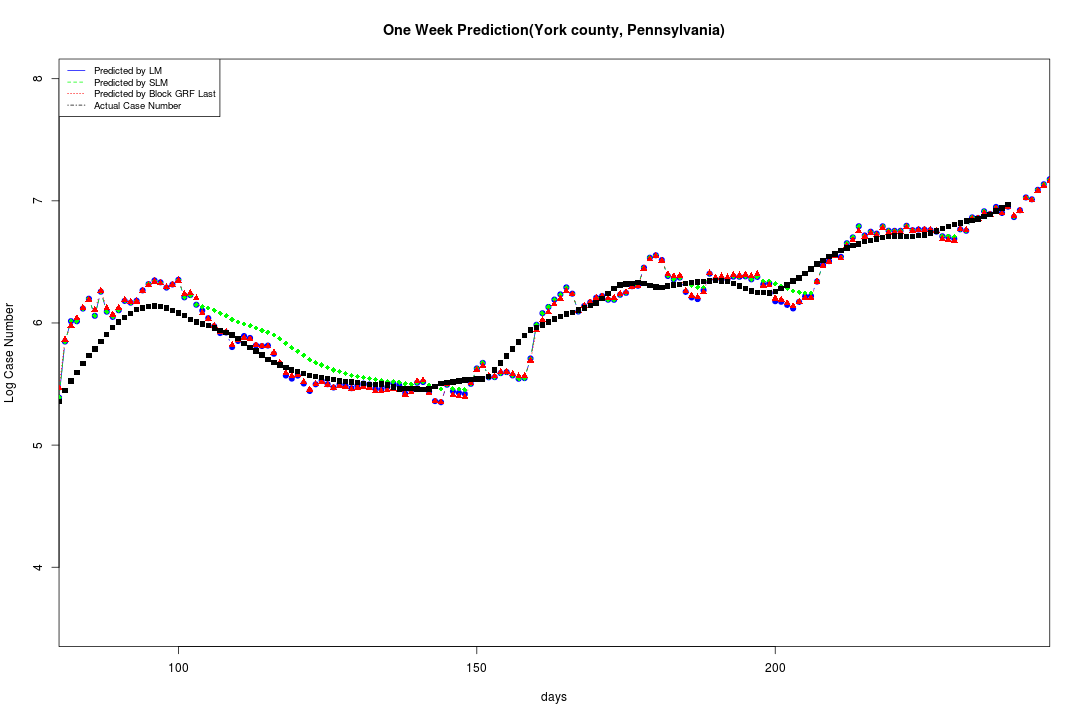 One Week Prediction(York county, Pennsylvania)
Predicted by LM
Predicted by SLM
Predicted by Block GRF Last
Actual Case Number
8
7
6
5
4
Log Case Number
100 150 200
days